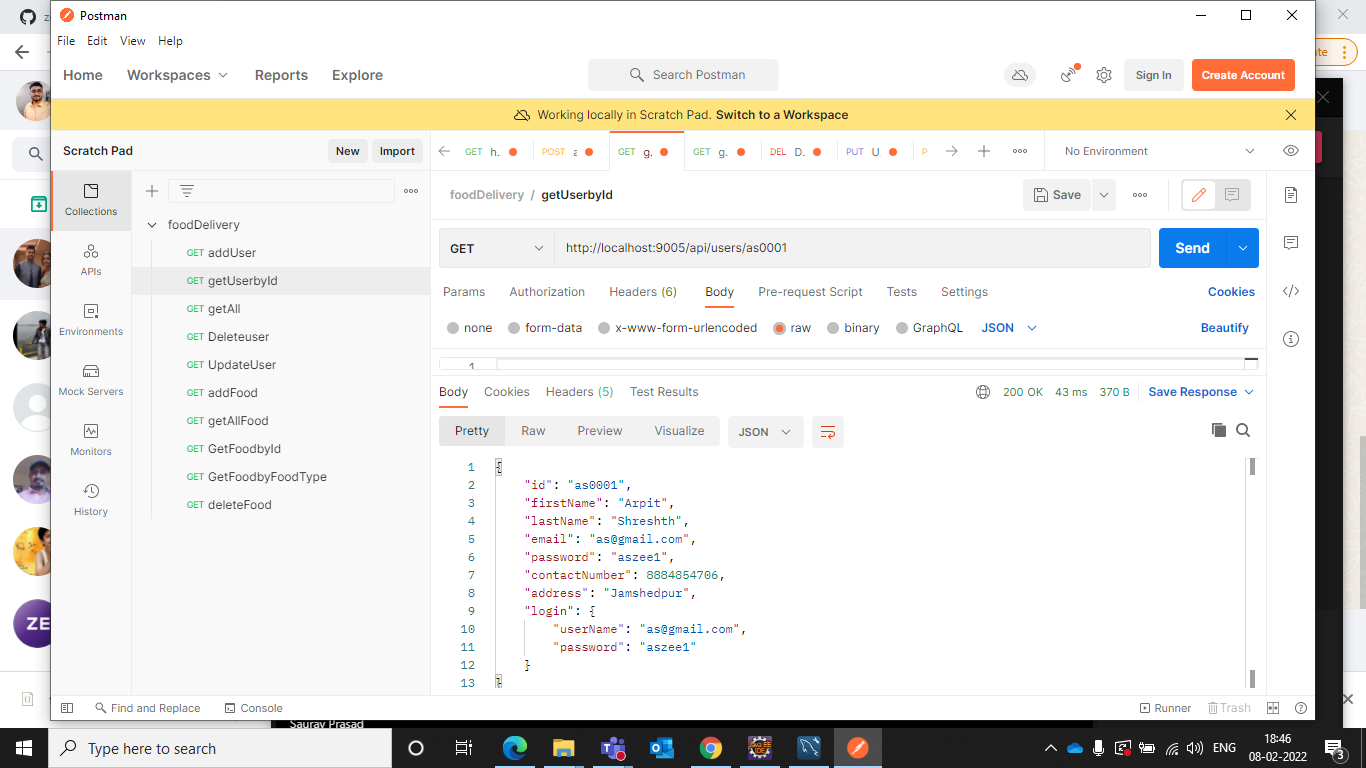 Postman
File Edit View Help
Home Workspaces Reports Explore
Search Postman
Sign In
Create Account
Working locally in Scratch Pad. Switch to a Workspace
Scratch Pad
New Import
GET h. POST GET g. GET g. DEL D. PUT U P
No Environment
Collections
APIs
Environments
Mock Servers
Monitors
History
foodDelivery
GET addUser
GET getUserbyId
GET getAll
GET Deleteuser
GET UpdateUser
GET addFood
GET getAllFood
GET GetFoodbyId
GET GetFoodbyFoodType
GET deleteFood
foodDelivery / getUserbyId
Save
GET http://localhost:9005/api/users/as0001
Send
Params Authorization Headers (6) Body Pre-request Script Tests Settings Cookies
none form-data x-www-form-urlencoded raw binary GraphQL JSON Beautify
1
Body Cookies Headers (5) Test Results 200 OK 43 ms 370 B Save Response
Pretty Raw Preview Visualize JSON
1 {
2 "id": "as0001",
3 "firstName": "Arpit",
4 "lastName": "Shreshth",
5 "email": "as@gmail.com",
6 "password": "aszee1",
7 "contactNumber": 8884854706,
8 "address": "Jamshedpur",
9 "login": {
10 "userName": "as@gmail.com",
11 "password": "aszee1"
12 }
13 }
Find and Replace Console Runner Trash
ZE
Saurav Prasad
Type here to search
ENG
18:46
08-02-2022
3